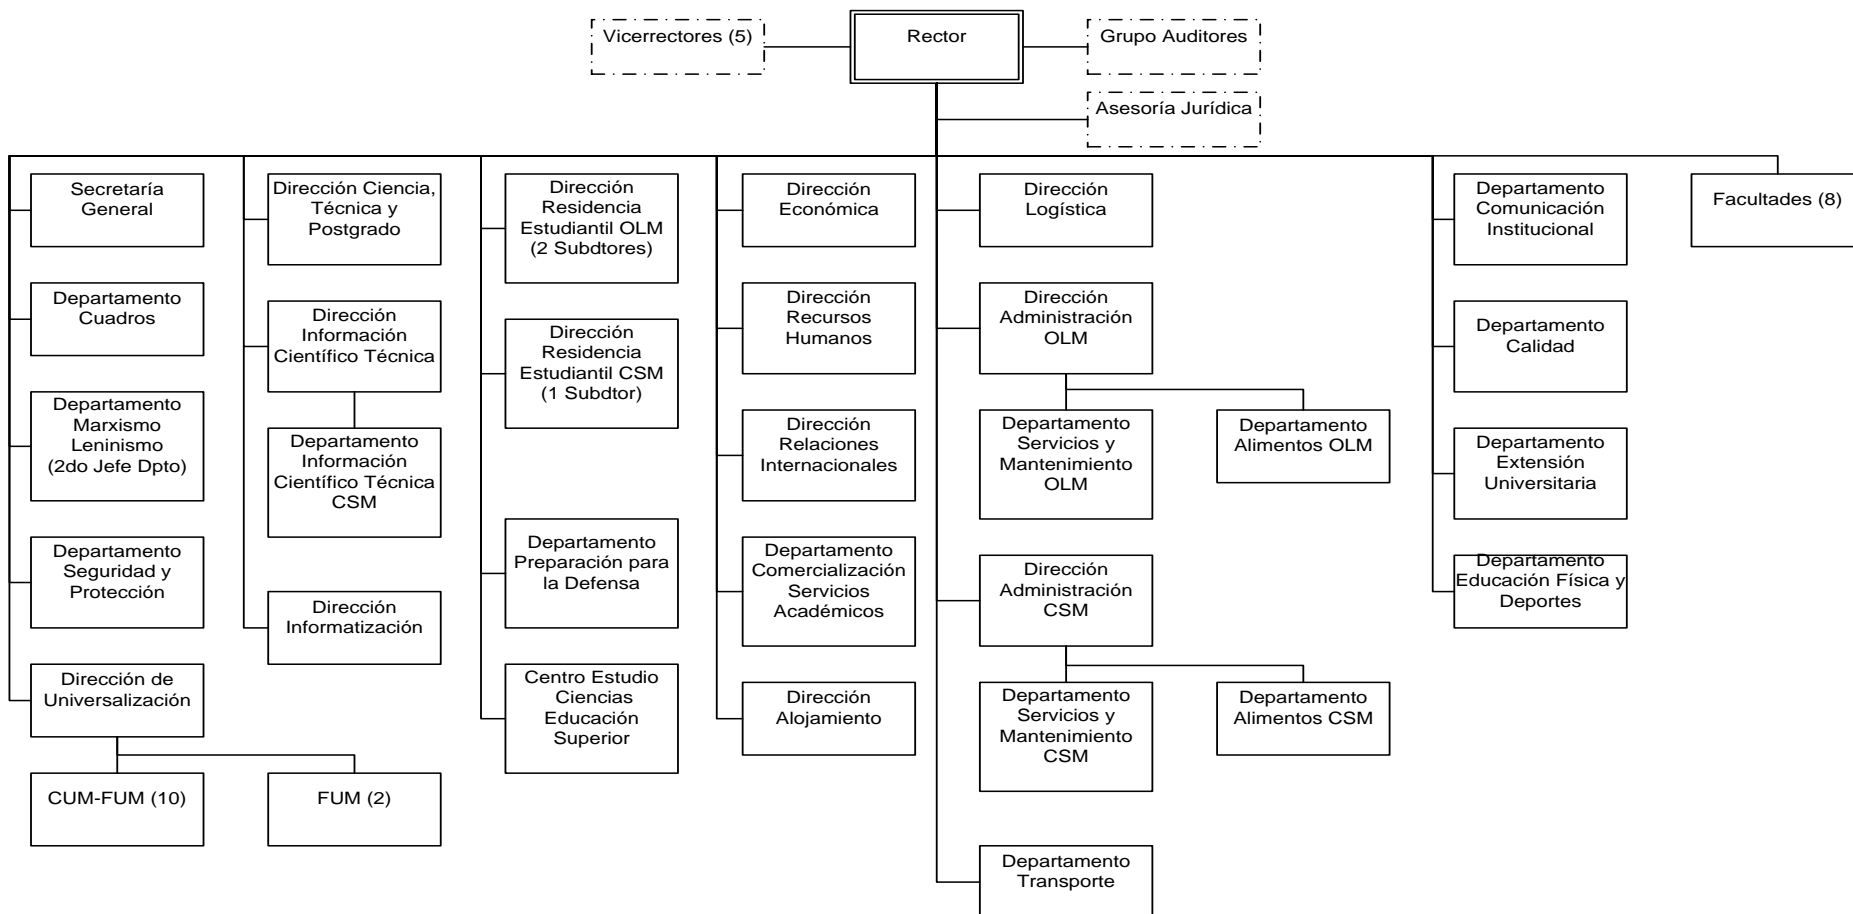 Vicerrectores (5)
Rector
Grupo Auditores
Asesoría Jurídica
Secretaría
General
Departamento
Cuadros
Departamento
Marxismo
Leninismo
(2do Jefe Dpto)
Departamento
Seguridad y
Protección
Dirección de
Universalización
CUM-FUM (10)
FUM (2)
Dirección Ciencia,
Técnica y
Postgrado
Dirección
Información
Científico Técnica
Departamento
Información
Científico Técnica
CSM
Dirección
Informatización
Dirección
Residencia
Estudiantil OLM
(2 Subdtores)
Dirección
Residencia
Estudiantil CSM
(1 Subdtor)
Departamento
Preparación para
la Defensa
Centro Estudio
Ciencias
Educación
Superior
Dirección
Económica
Dirección
Recursos
Humanos
Dirección
Relaciones
Internacionales
Departamento
Comercialización
Servicios
Académicos
Dirección
Alojamiento
Dirección
Logística
Dirección
Administración
OLM
Departamento
Servicios y
Mantenimiento
OLM
Departamento
Alimentos OLM
Dirección
Administración
CSM
Departamento
Servicios y
Mantenimiento
CSM
Departamento
Alimentos CSM
Departamento
Transporte
Departamento
Comunicación
Institucional
Departamento
Calidad
Departamento
Extensión
Universitaria
Departamento
Educación Física y
Deportes
Facultades (8)